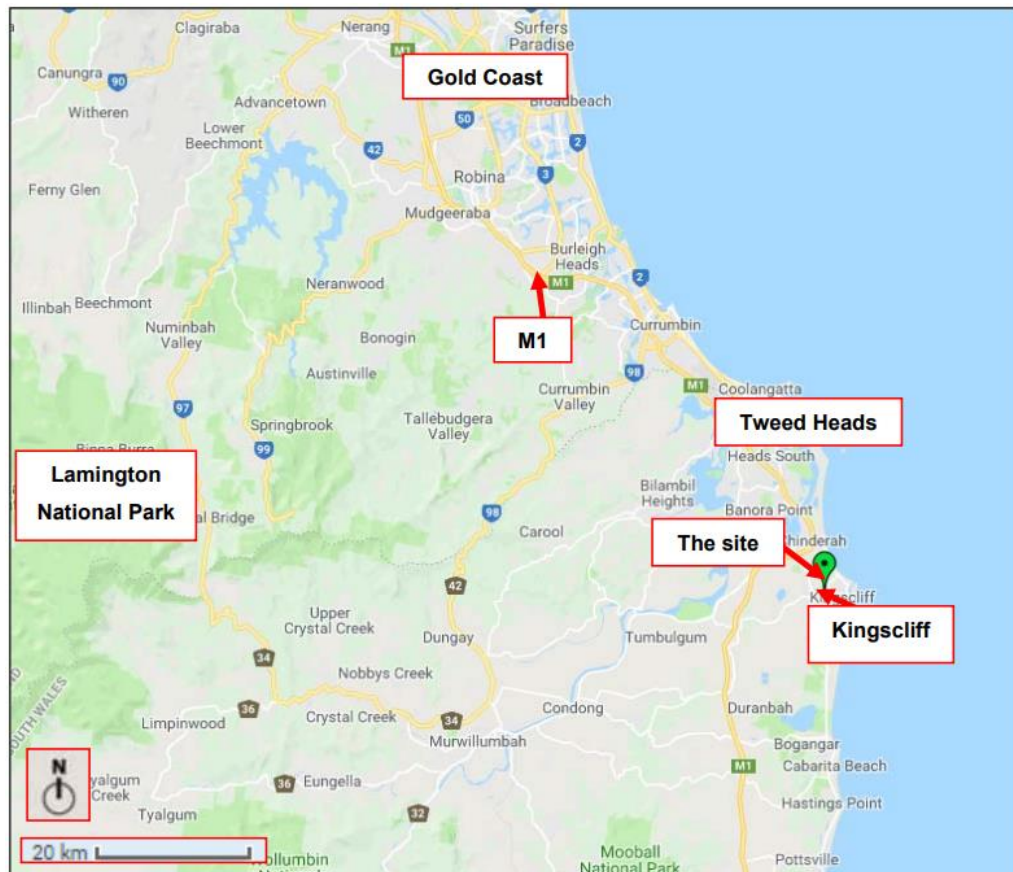 Clagiraba
Nerang
Surfers
Paradise
M1
Canungra
90
Gold Coast
Witheren
Advancetown
Broadbeach
Lower
Beechmont
50
2
42
Ferny Glen
Robina
3
Mudgeeraba
Burleigh
Heads
M1
2
Neranwood
Illinbah
Beechmont
Numinbah
Valley
Bonogin
M1
Currumbin
Austinville
98
M1
Currumbin
Valley
Coolangatta
97
Springbrook
Tallebudgera
Valley
Tweed Heads
99
Heads South
Lamington
National Park
Bilambil
Heights
98
Banora Point
Carool
The site
Kingscliff
42
Upper
Crystal Creek
Dungay
Tumbulgum
Kingscliff
34
Nobbys Creek
36
Limpinwood
Crystal Creek
34
Condong
Duranbah
Murwillumbah
SOUTH WALES
Bogangar
N
M1
Cabarita Beach
36
Eungella
Creek
Tyalgum
32
Hastings Point
20 km
Mooball
National Park
Pottsville